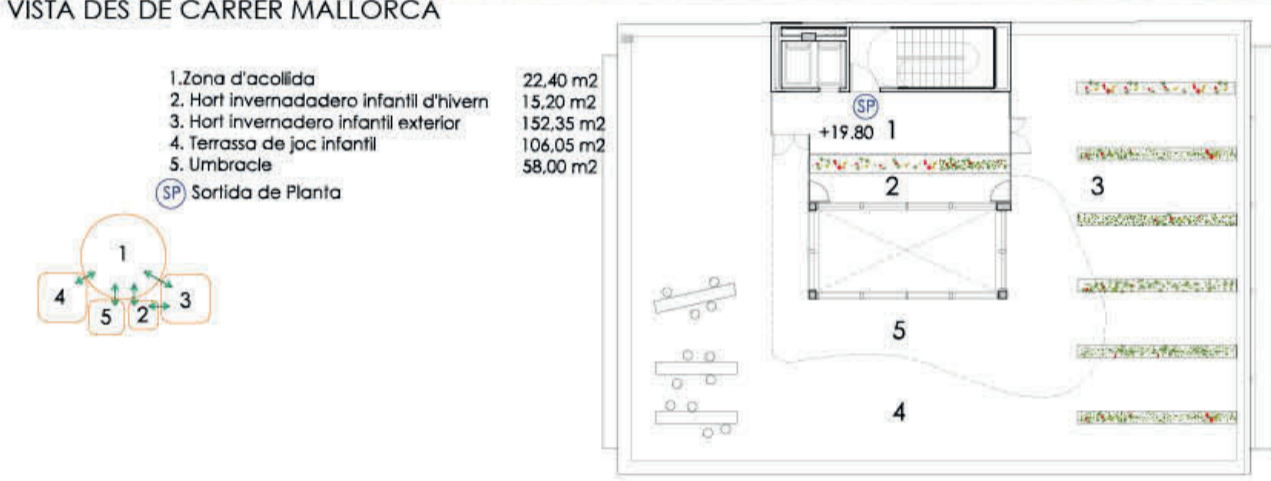 VISTA DES DE CARRER MALLORCA
1.Zona d'acollida 22,40 m2
2. Hort invernadadero infantil d'hivern 15,20 m2
3. Hort invernadero infantil exterior 152,35 m2
4. Terrassa de joc infantil 106,05 m2
5. Umbracle 58,00 m2
SP Sortida de Planta
1
4
5
2
3
SP
+19.80 1
2
3
5
4